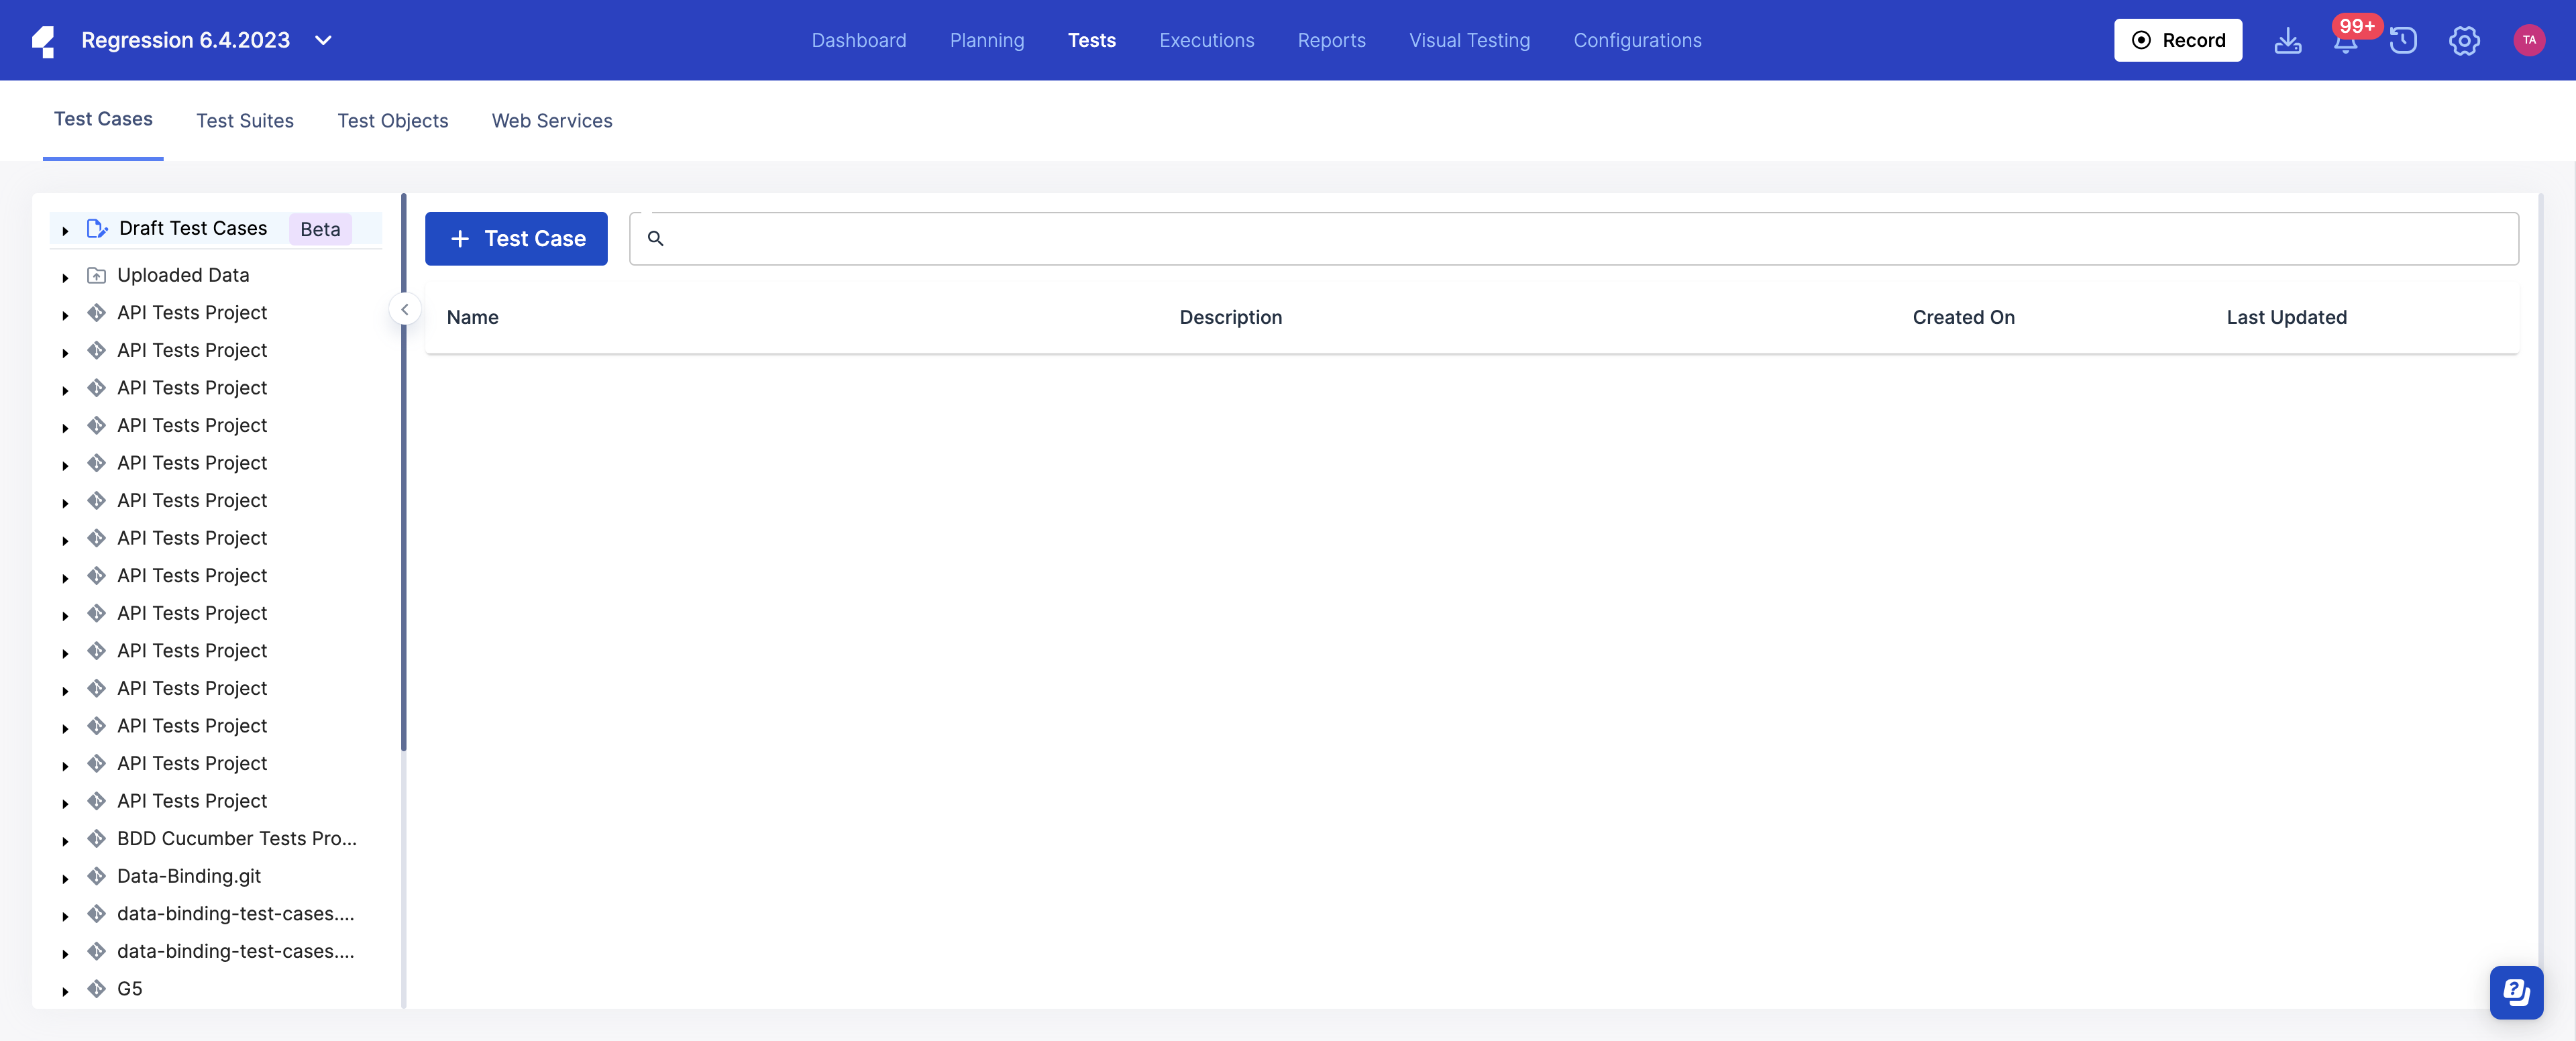 Regression 6.4.2023
Dashboard Planning Tests Executions Reports Visual Testing Configurations
Record
99+
TA
Test Cases Test Suites Test Objects Web Services
Draft Test Cases Beta
Uploaded Data
API Tests Project
API Tests Project
API Tests Project
API Tests Project
API Tests Project
API Tests Project
API Tests Project
API Tests Project
API Tests Project
API Tests Project
API Tests Project
API Tests Project
API Tests Project
API Tests Project
BDD Cucumber Tests Pro...
Data-Binding.git
data-binding-test-cases....
data-binding-test-cases....
G5
+ Test Case
Name Description Created On Last Updated